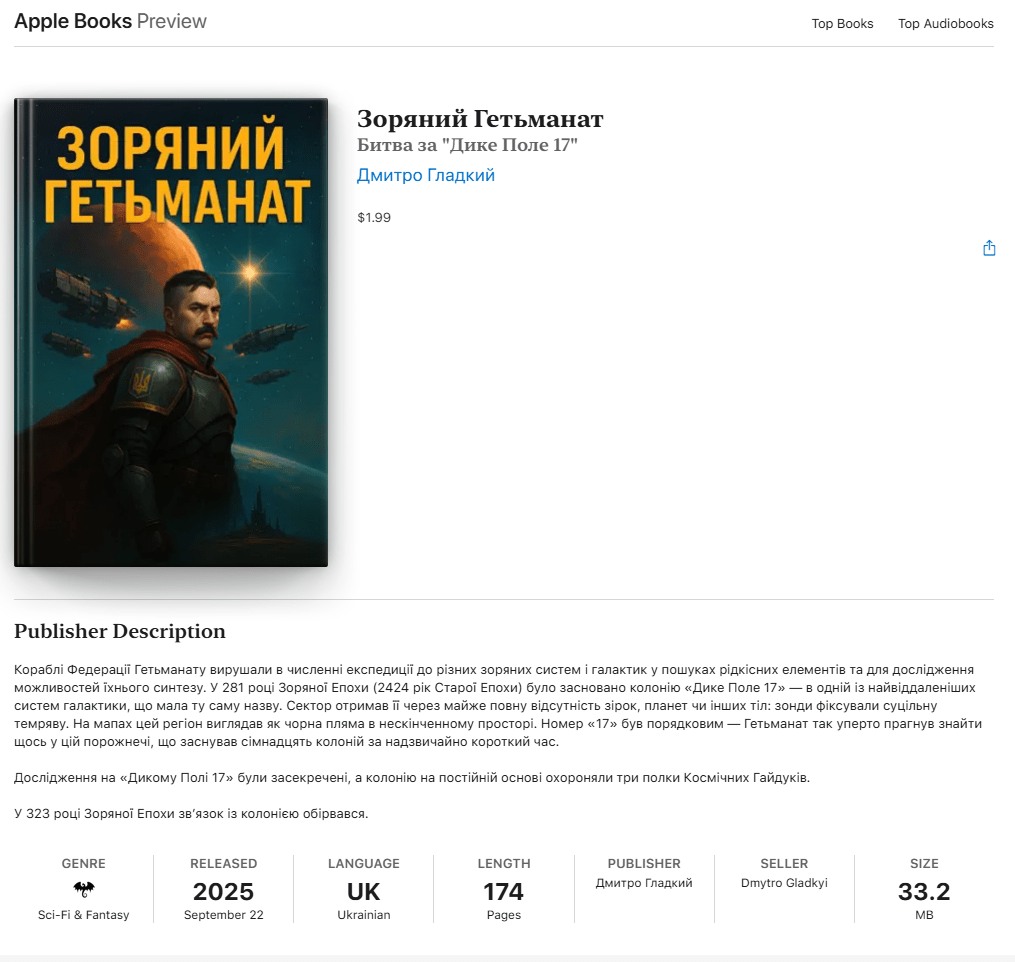 Apple Books Preview
Top Books Top Audiobooks
ЗОРЯНИЙ
ГЕТЬМАНАТ
Зоряний Гетьманат
Битва за "Дике Поле 17"
Дмитро Гладкий
$1.99
Publisher Description
Кораблі Федерації Гетьманату вирушали в численні експедиції до різних зоряних систем і галактик у пошуках рідкісних елементів та для дослідження
можливостей їхнього синтезу. У 281 році Зоряної Епохи (2424 рік Старої Епохи) було засновано колонію «Дике Поле 17» — в одній із найвіддаленіших
систем галактики, що мала ту саму назву. Сектор отримав її через майже повну відсутність зірок, планет чи інших тіл: зонди фіксували суцільну
темряву. На мапах цей регіон виглядав як чорна пляма в нескінченному просторі. Номер «17» був порядковим — Гетьманат так уперто прагнув знайти
щось у цій порожнечі, що заснував сімнадцять колоній за надзвичайно короткий час.
Дослідження на «Дикому Полі 17» були засекречені, а колонію на постійній основі охороняли три полки Космічних Гайдуків.
У 323 році Зоряної Епохи зв’язок із колонією обірвався.
GENRE RELEASED LANGUAGE LENGTH PUBLISHER SELLER SIZE
2025 UK 174 Дмитро Гладкий Dmytro Gladkyi 33.2
Sci-Fi & Fantasy September 22 Ukrainian Pages MB